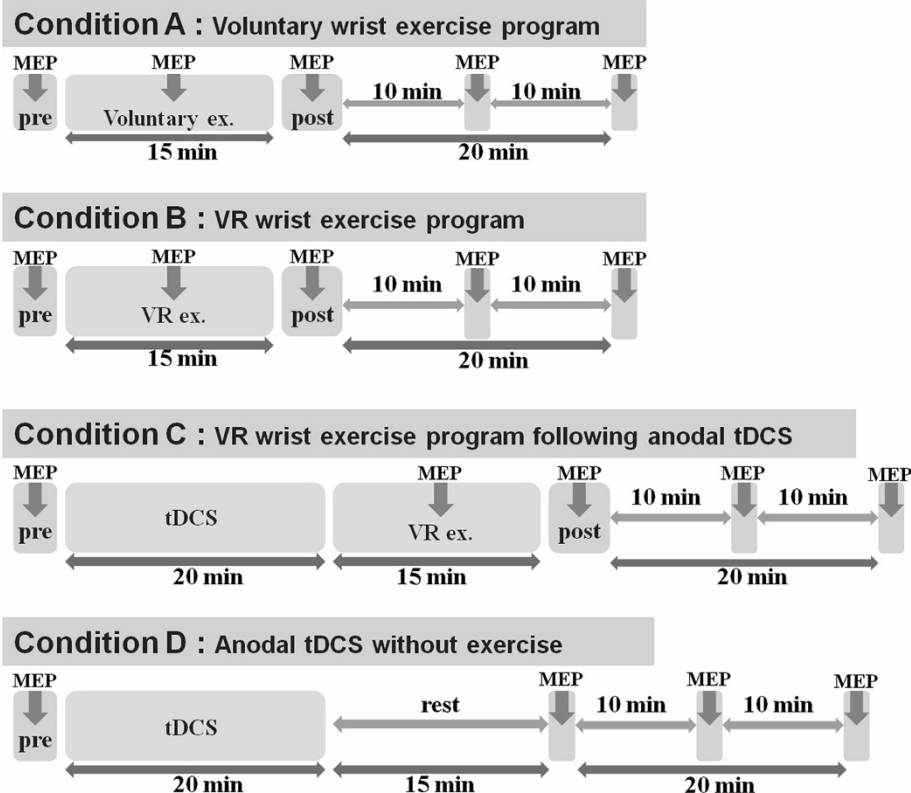 Condition A : Voluntary wrist exercise program
MEP MEP MEP MEP
10 min 10 min
pre Voluntary ex. post
15 min 20 min
Condition B : VR wrist exercise program
MEP MEP MEP MEP MEP
10 min 10 min
pre VR ex. post
15 min 20 min
Condition C : VR wrist exercise program following anodal tDCS
MEP MEP MEP MEP MEP
10 min 10 min
tDCS
pre VR ex. post
20 min 15 min 20 min
Condition D : Anodal tDCS without exercise
MEP MEP MEP MEP
rest 10 min 10 min
tDCS
pre
20 min 15 min 20 min